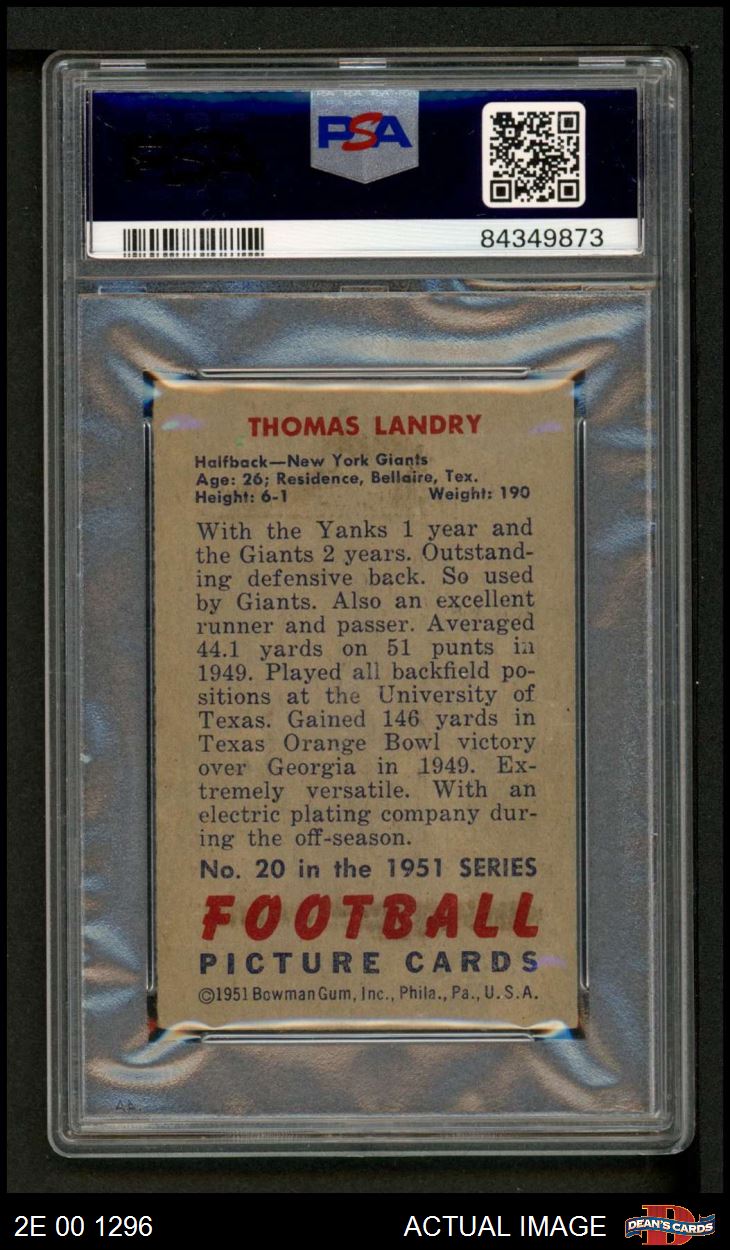 PSA
84349873
THOMAS LANDRY
Halfback—New York Giants
Age: 26; Residence, Bellaire, Tex.
Height: 6-1 Weight: 190
With the Yanks 1 year and
the Giants 2 years. Outstand-
ing defensive back. So used
by Giants. Also an excellent
runner and passer. Averaged
44.1 yards on 51 punts in
1949. Played all backfield po-
sitions at the University of
Texas. Gained 146 yards in
Texas Orange Bowl victory
over Georgia in 1949. Ex-
tremely versatile. With an
electric plating company dur-
ing the off-season.
No. 20 in the 1951 SERIES
FOOTBALL
PICTURE CARDS
©1951 Bowman Gum, Inc., Phila., Pa., U.S.A.
2E 00 1296 ACTUAL IMAGE DEAN'S CARDS